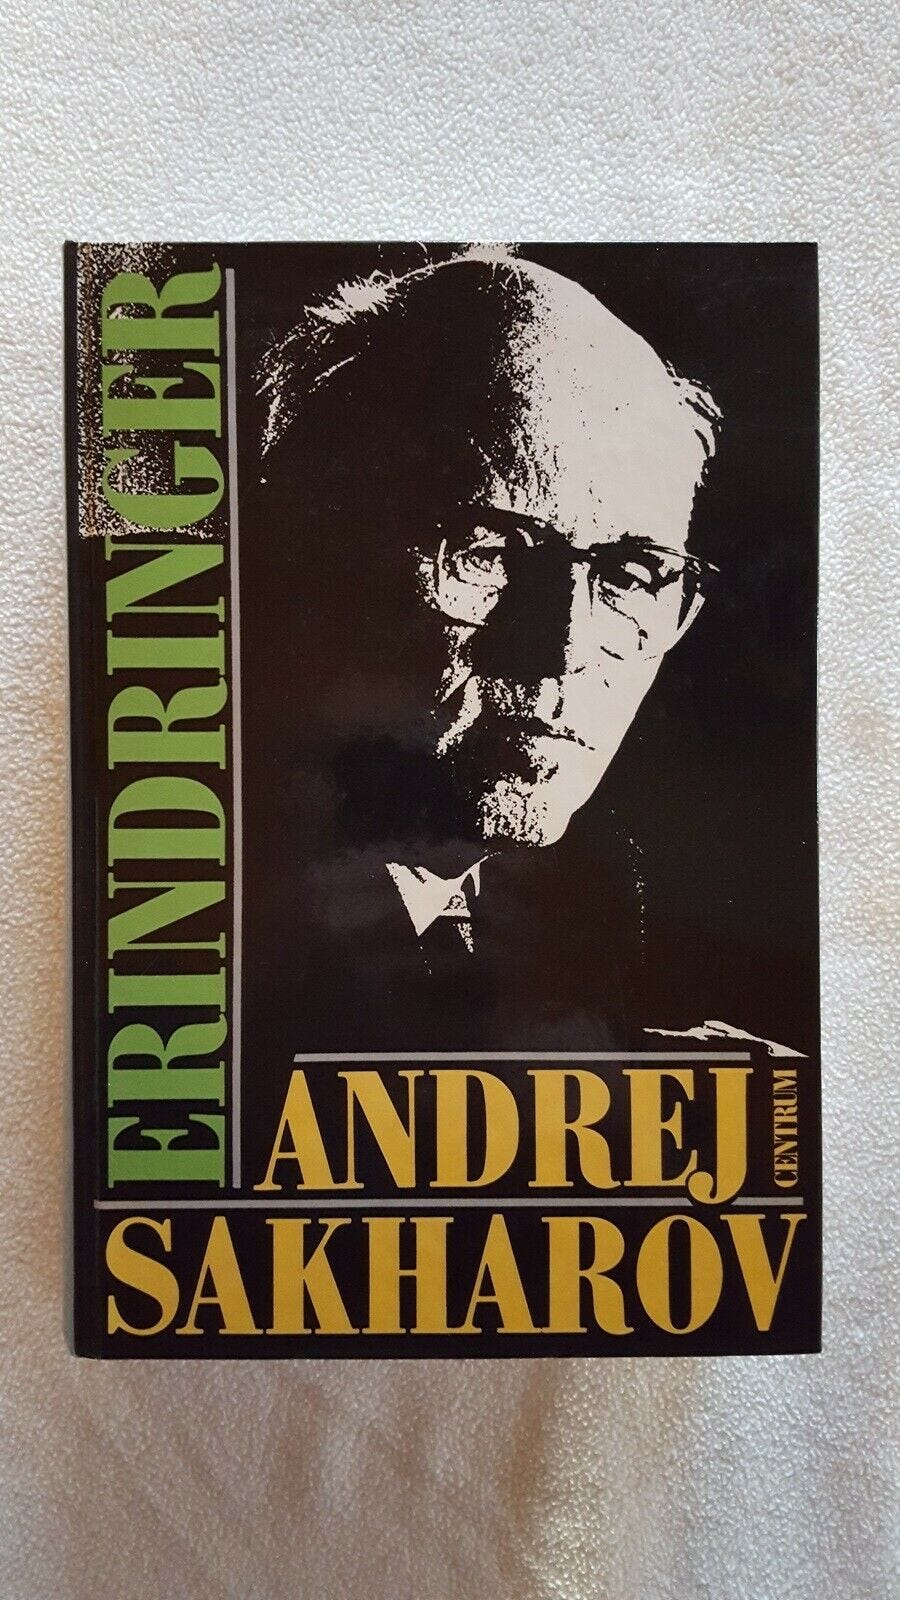 ERINDRINGER
ANDREJ
SAKHAROV
CENTRUM